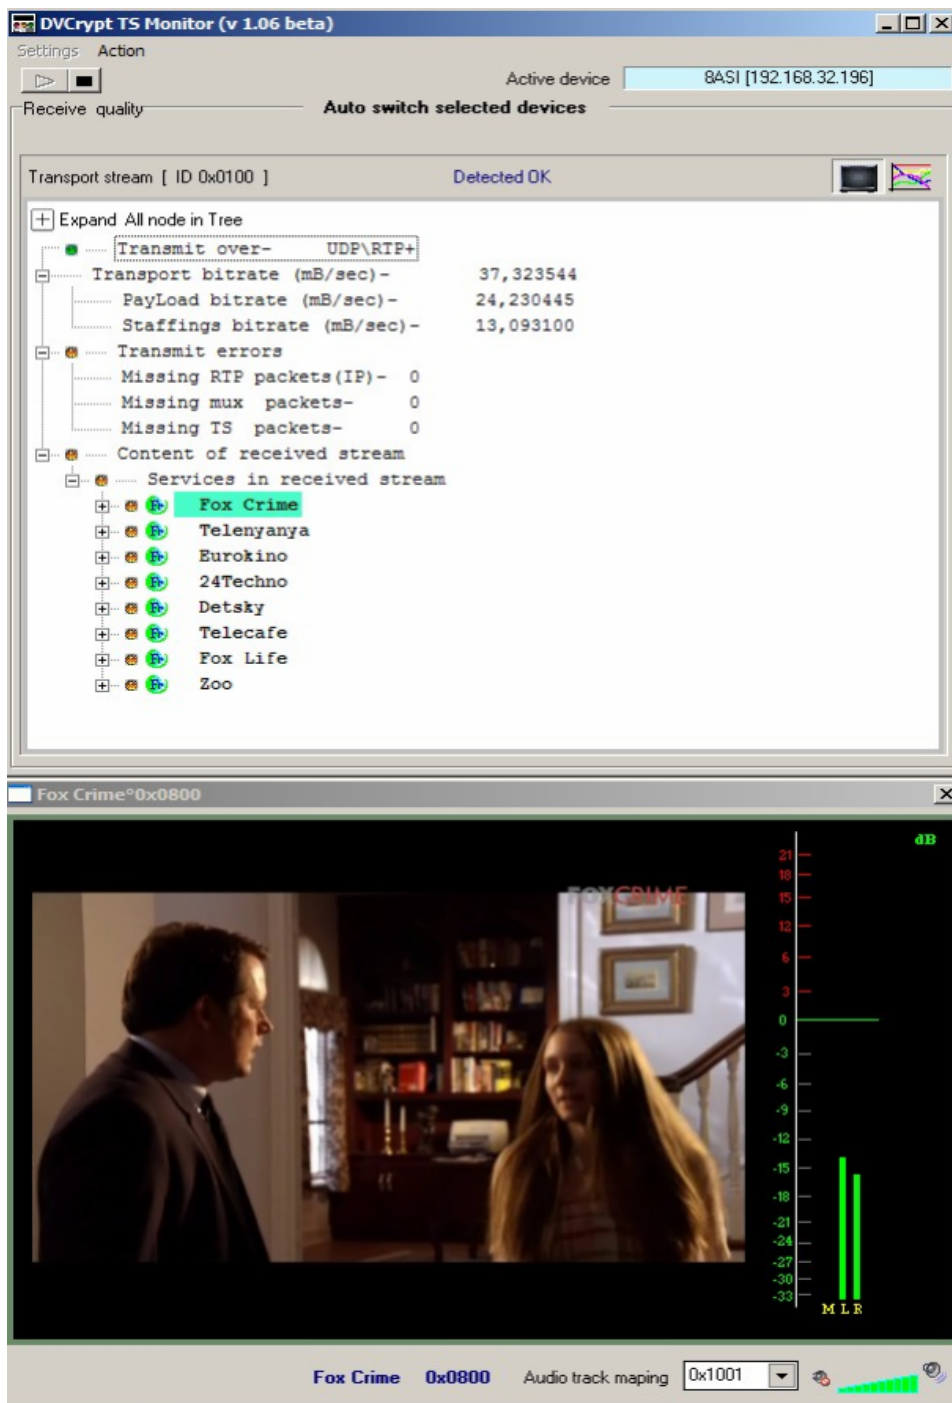 DVCrypt TS Monitor (v 1.06 beta)
Settings Action
Active device 8ASI [192.168.32.196]
Receive quality Auto switch selected devices
Transport stream [ ID 0x0100 ] Detected OK
Expand All node in Tree
Transmit over- UDP\RTP+
Transport bitrate (mB/sec)- 37,323544
PayLoad bitrate (mB/sec)- 24,230445
Staffings bitrate (mB/sec)- 13,093100
Transmit errors
Missing RTP packets(IP)- 0
Missing mux packets- 0
Missing TS packets- 0
Content of received stream
Services in received stream
Fox Crime
Telenyanya
Eurokino
24Techno
Detsky
Telecafe
Fox Life
Zoo
Fox Crime°0x0800
dB
21
18
FOXCRIME
15
12
6
3
0
-3
-6
-9
-12
-15
-18
-21
-24
-27
-30
-33
M L R
Fox Crime 0x0800 Audio track maping 0x1001